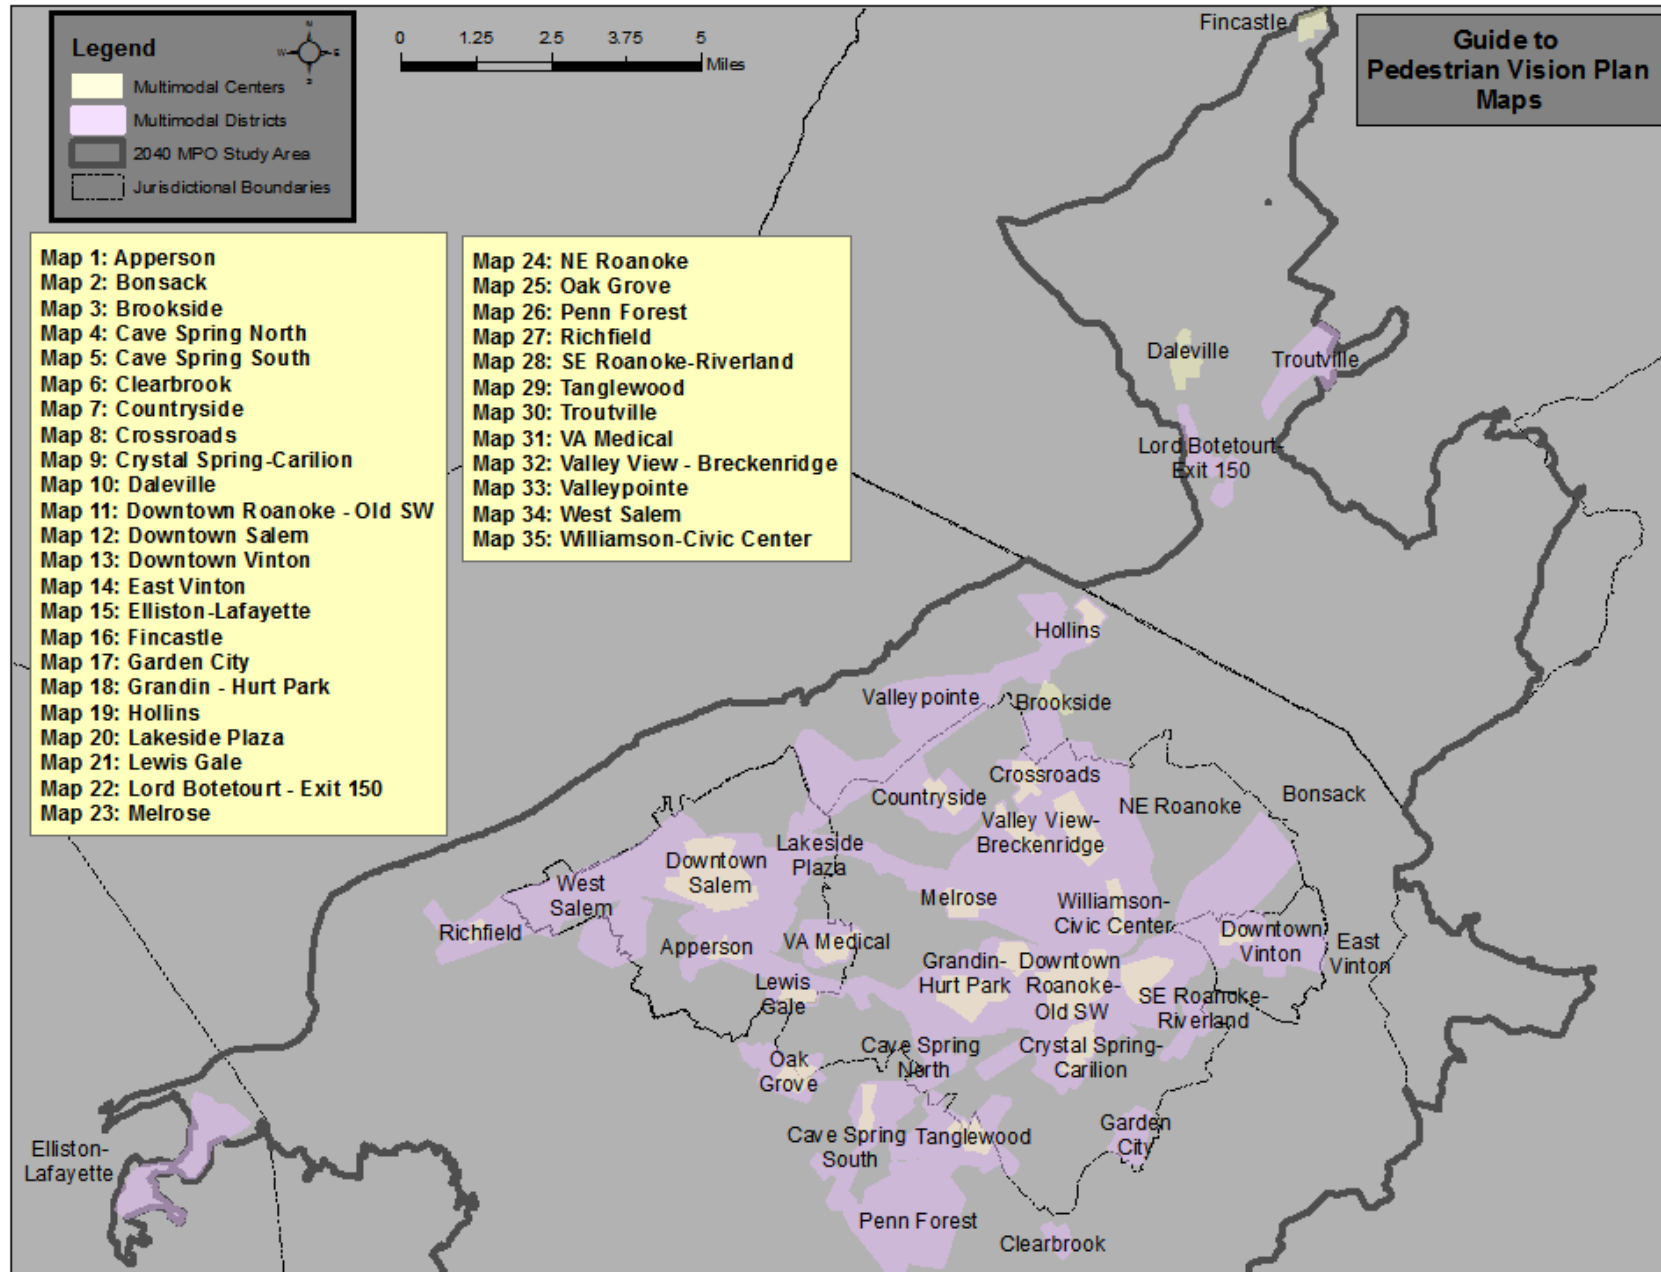 Legend
N
W
E
S
Multimodal Centers
Multimodal Districts
2040 MPO Study Area
Jurisdictional Boundaries
0 1.25 2.5 3.75 5
Miles
Guide to
Pedestrian Vision Plan
Maps
Map 1: Apperson
Map 2: Bonsack
Map 3: Brookside
Map 4: Cave Spring North
Map 5: Cave Spring South
Map 6: Clearbrook
Map 7: Countryside
Map 8: Crossroads
Map 9: Crystal Spring-Carilion
Map 10: Daleville
Map 11: Downtown Roanoke - Old SW
Map 12: Downtown Salem
Map 13: Downtown Vinton
Map 14: East Vinton
Map 15: Elliston-Lafayette
Map 16: Fincastle
Map 17: Garden City
Map 18: Grandin - Hurt Park
Map 19: Hollins
Map 20: Lakeside Plaza
Map 21: Lewis Gale
Map 22: Lord Botetourt - Exit 150
Map 23: Melrose
Map 24: NE Roanoke
Map 25: Oak Grove
Map 26: Penn Forest
Map 27: Richfield
Map 28: SE Roanoke-Riverland
Map 29: Tanglewood
Map 30: Troutville
Map 31: VA Medical
Map 32: Valley View - Breckenridge
Map 33: Valleypointe
Map 34: West Salem
Map 35: Williamson-Civic Center
Fincastle
Daleville
Troutville
Lord Botetourt-
Exit 150
Hollins
Valleypointe
Brookside
Crossroads
Countryside
Valley View-
Breckenridge
NE Roanoke
Bonsack
Lakeside
Plaza
Downtown
Salem
West
Salem
Richfield
Apperson
VA Medical
Melrose
Williamson-
Civic Center
Downtown
Vinton
East
Vinton
Lewis
Gale
Grandin-
Hurt Park
Downtown
Roanoke-
Old SW
SE Roanoke-
Riverland
Oak
Grove
Cave Spring
North
Crystal Spring-
Carilion
Cave Spring
South
Tanglewood
Garden
City
Elliston-
Lafayette
Penn Forest
Clearbrook